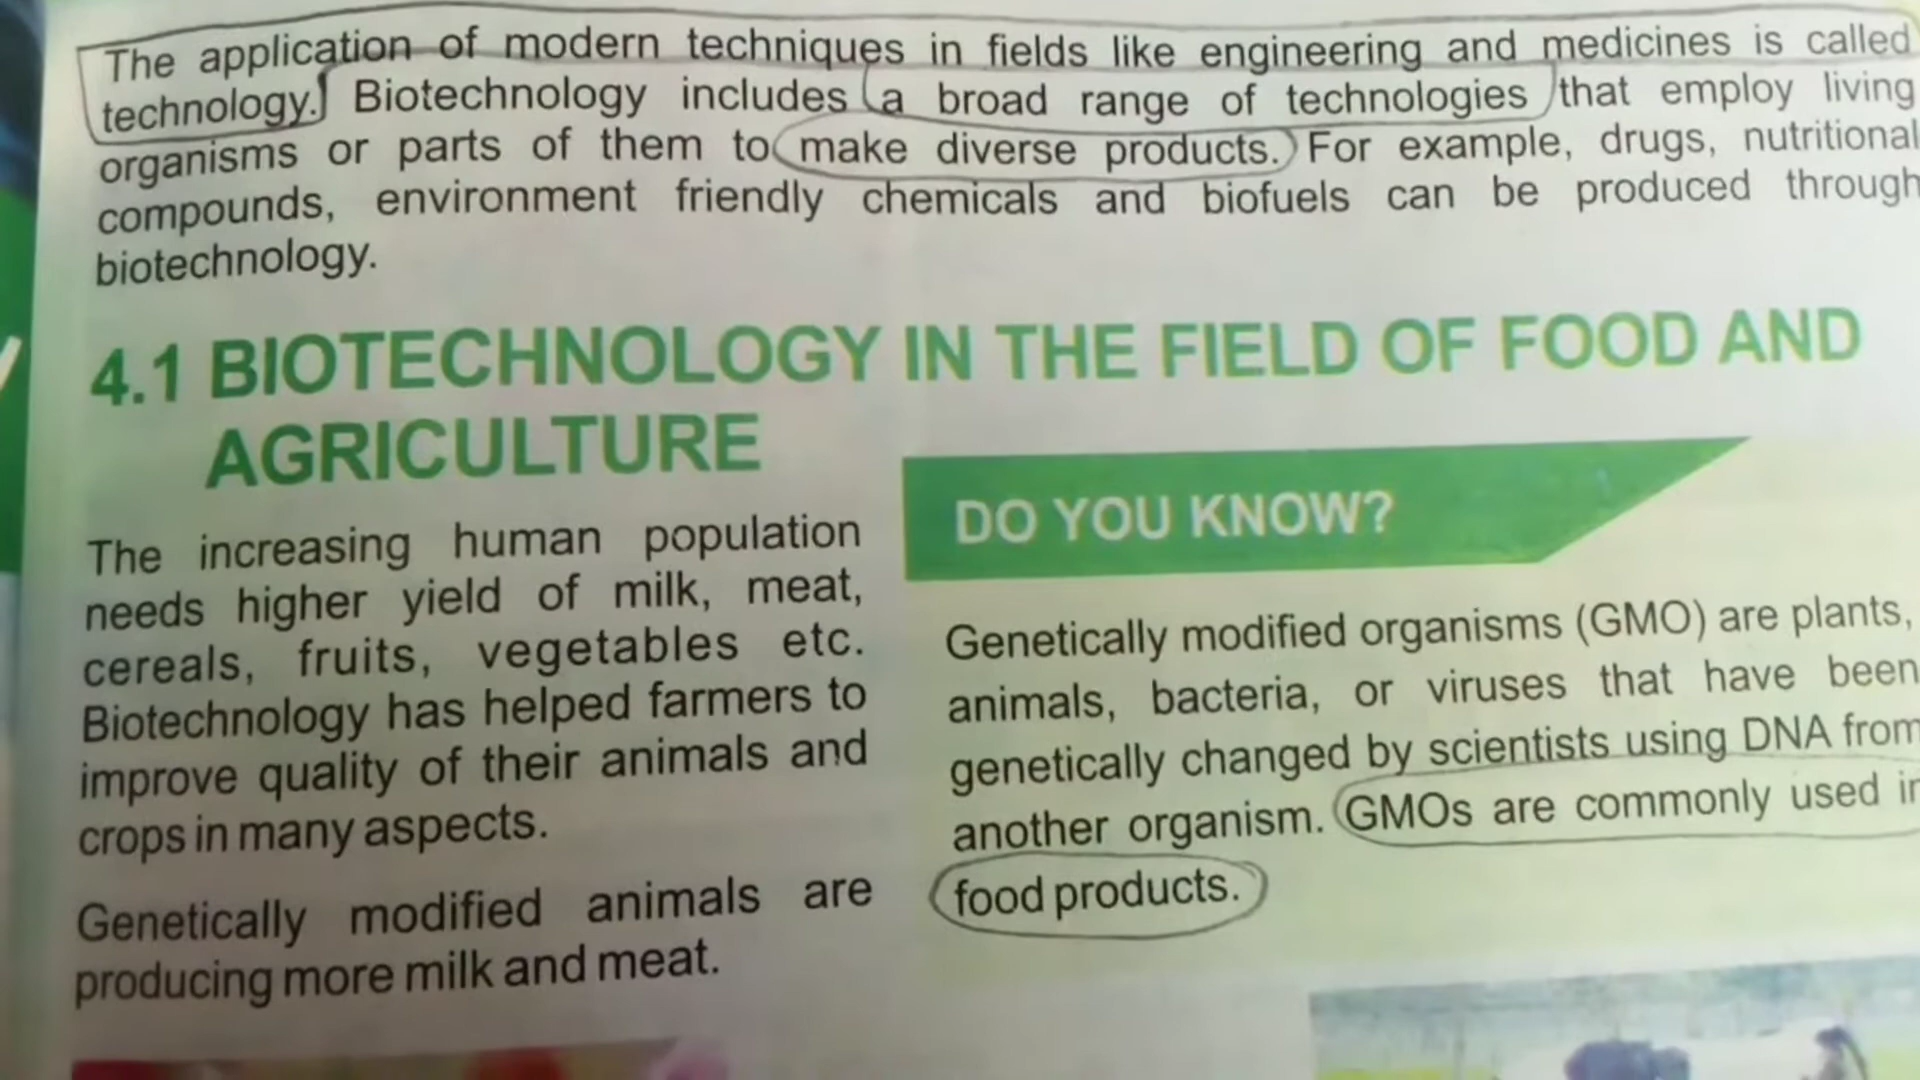 The application of modern techniques in fields like engineering and medicines is called
technology. Biotechnology includes a broad range of technologies that employ living
organisms or parts of them to make diverse products. For example, drugs, nutritional
compounds, environment friendly chemicals and biofuels can be produced through
biotechnology.
4.1 BIOTECHNOLOGY IN THE FIELD OF FOOD AND
AGRICULTURE
The increasing human population
needs higher yield of milk, meat,
cereals, fruits, vegetables etc.
Biotechnology has helped farmers to
improve quality of their animals and
crops in many aspects.
Genetically modified animals are
producing more milk and meat.
DO YOU KNOW?
Genetically modified organisms (GMO) are plants,
animals, bacteria, or viruses that have been
genetically changed by scientists using DNA from
another organism. GMOs are commonly used in
food products.